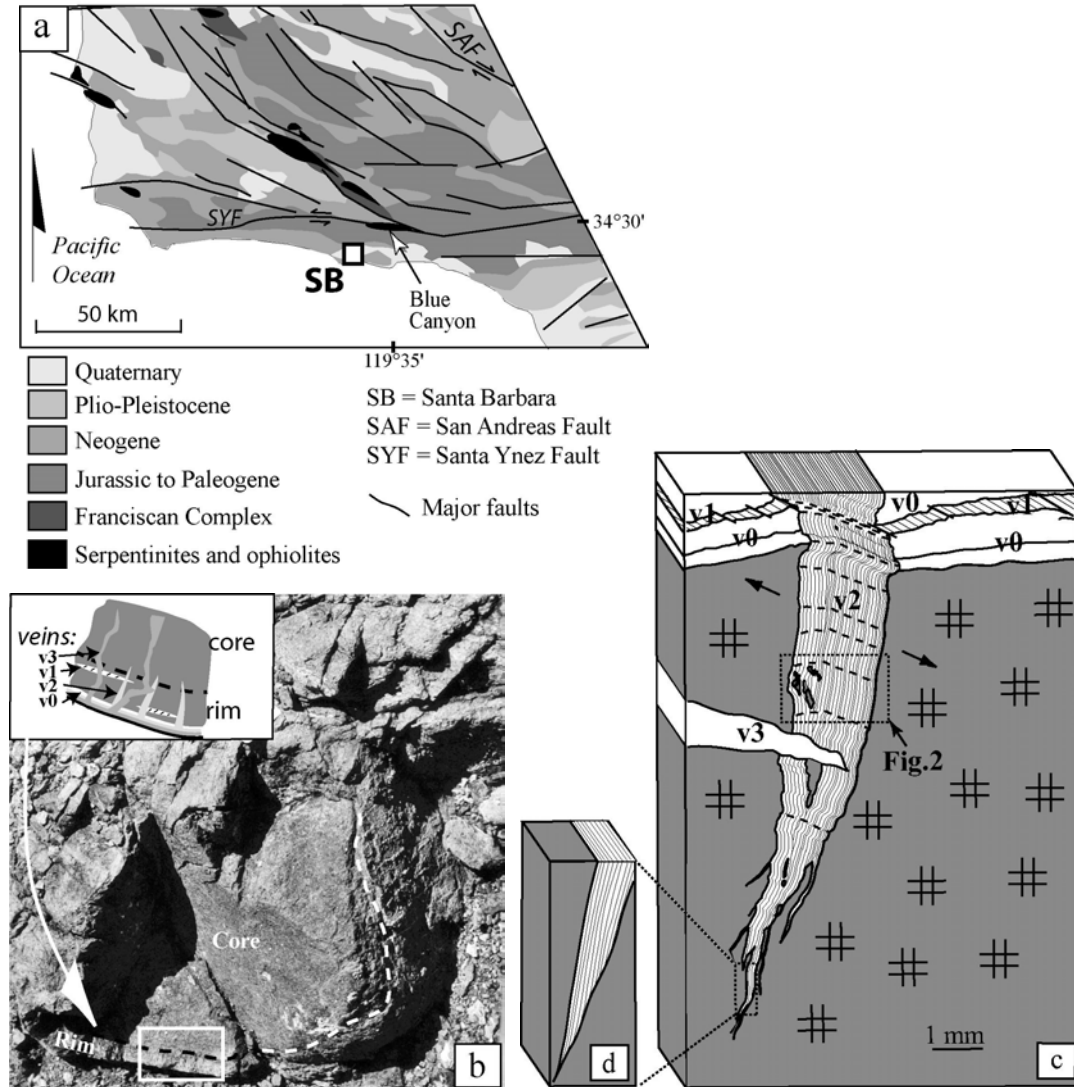 a
SAF
SYF
34°30'
Pacific
Ocean
SB
Blue
Canyon
50 km
119°35'
Quaternary
Plio-Pleistocene
Neogene
Jurassic to Paleogene
Franciscan Complex
Serpentinites and ophiolites
SB = Santa Barbara
SAF = San Andreas Fault
SYF = Santa Ynez Fault
Major faults
veins:
v3
v1
v2
v0
core
rim
Core
Rim
b
v1
v0
v0
v1
v0
v2
v3
Fig.2
1 mm
c
d